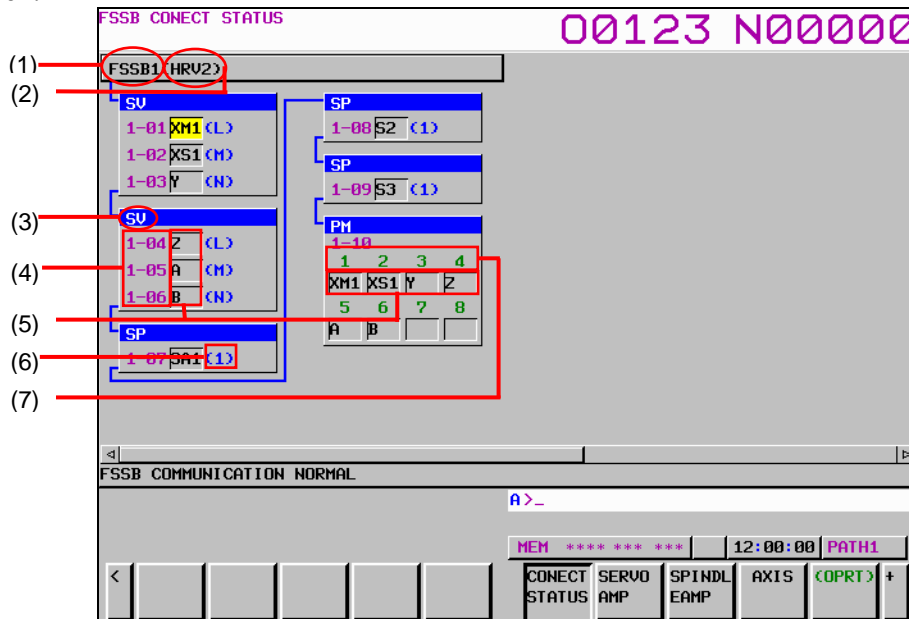 FSSB CONECT STATUS
O0123 N00000
(1)
FSSB1(HRV2)
(2)
SV
1-01 XM1 (L)
1-02 XS1 (M)
1-03 Y (N)
(3)
SV
(4)
1-04 Z (L)
1-05 A (M)
1-06 B (N)
(5)
SP
(6)
1-07 SA1 (1)
(7)
SP
1-08 S2 (1)
SP
1-09 S3 (1)
PM
1-10
1 2 3 4
XM1 XS1 Y Z
5 6 7 8
A B
FSSB COMMUNICATION NORMAL
A>_
MEM **** *** *** 12:00:00 PATH1
< CONECT STATUS SERVO AMP SPINDL EAMP AXIS (OPRT) +